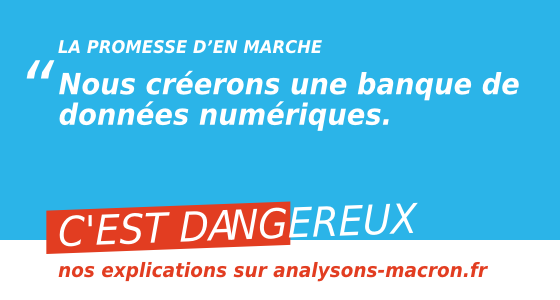 LA PROMESSE D’EN MARCHE
“ Nous créerons une banque de
données numériques.
C'EST DANGEREUX
nos explications sur analysons-macron.fr